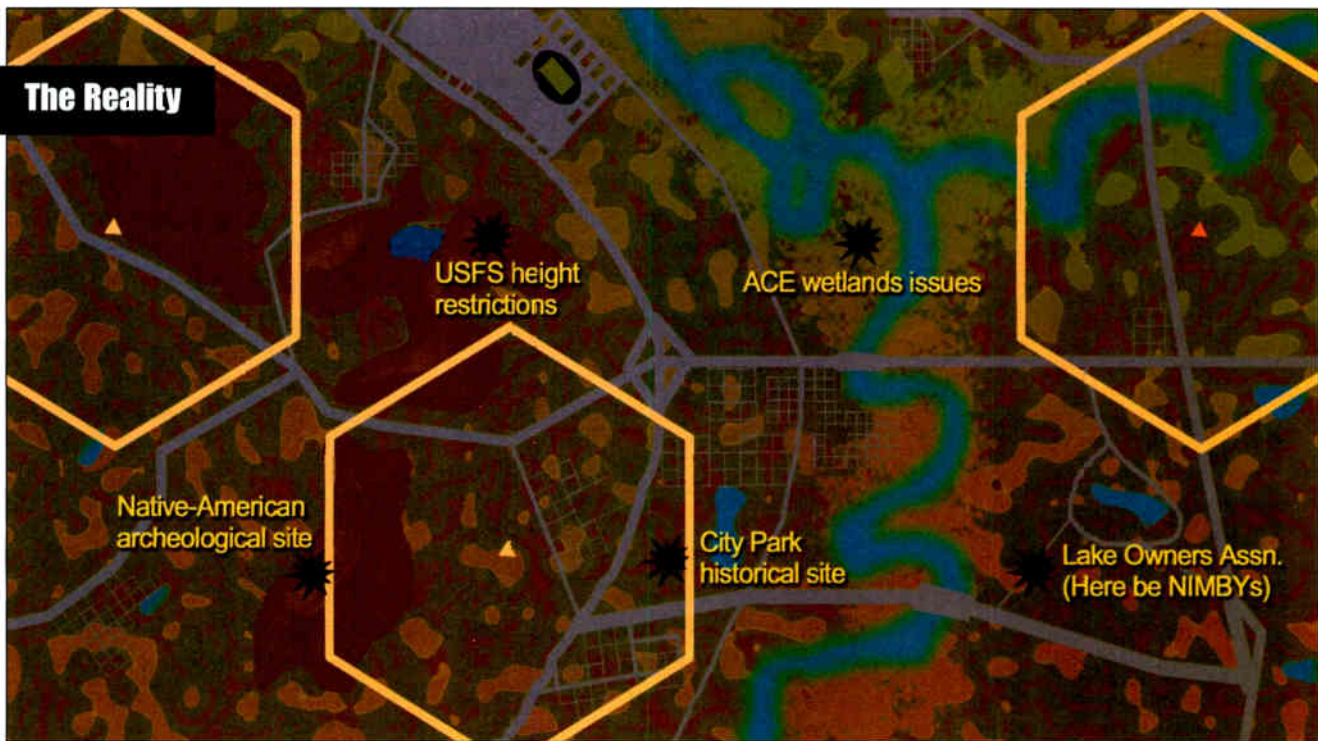 The Reality
USFS height
restrictions
ACE wetlands issues
Native-American
archeological site
City Park
historical site
Lake Owners Assn.
(Here be NIMBYs)